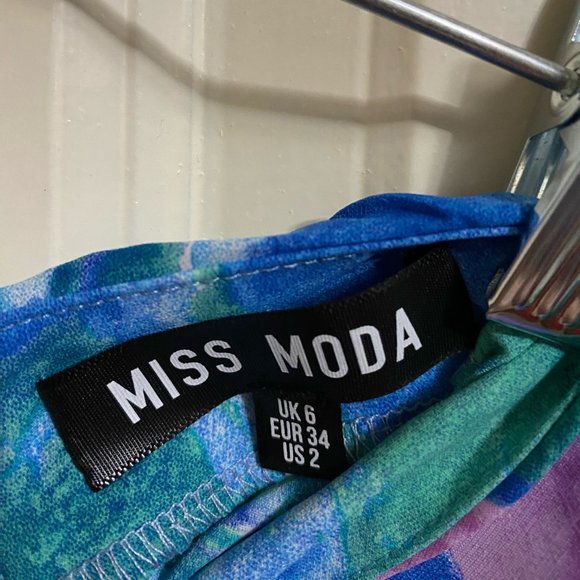 MISS MODA
UK 6
EUR 34
US 2